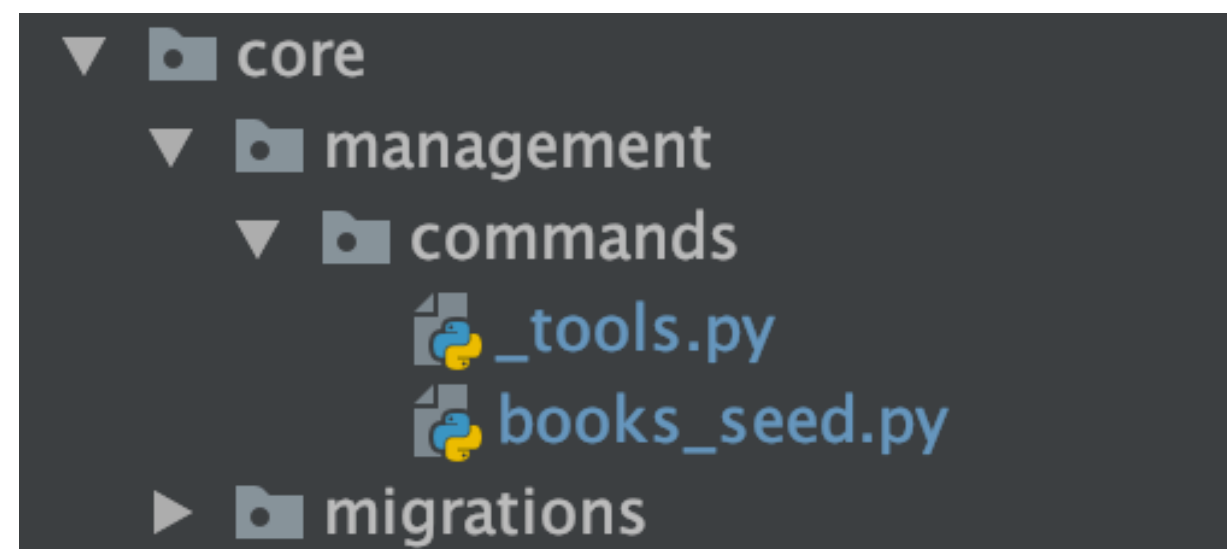 core
management
commands
_tools.py
books_seed.py
migrations